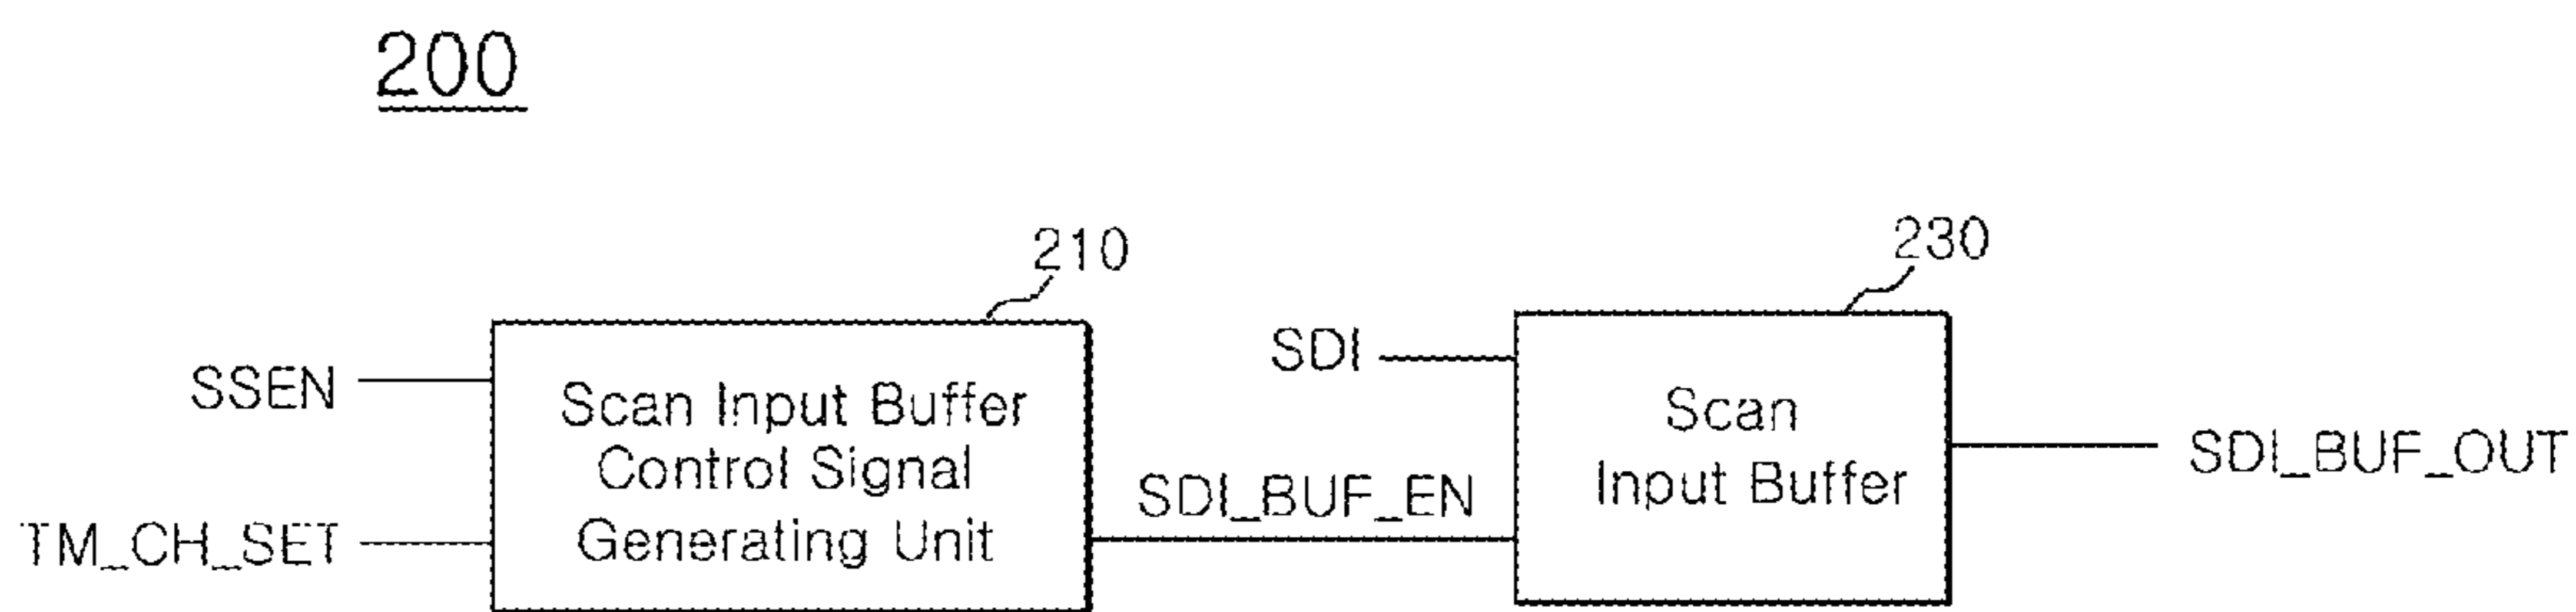 200
210
230
SSEN
TM_CH_SET
Scan Input Buffer
Control Signal
Generating Unit
SDI
SDI_BUF_EN
Scan
Input Buffer
SDI_BUF_OUT